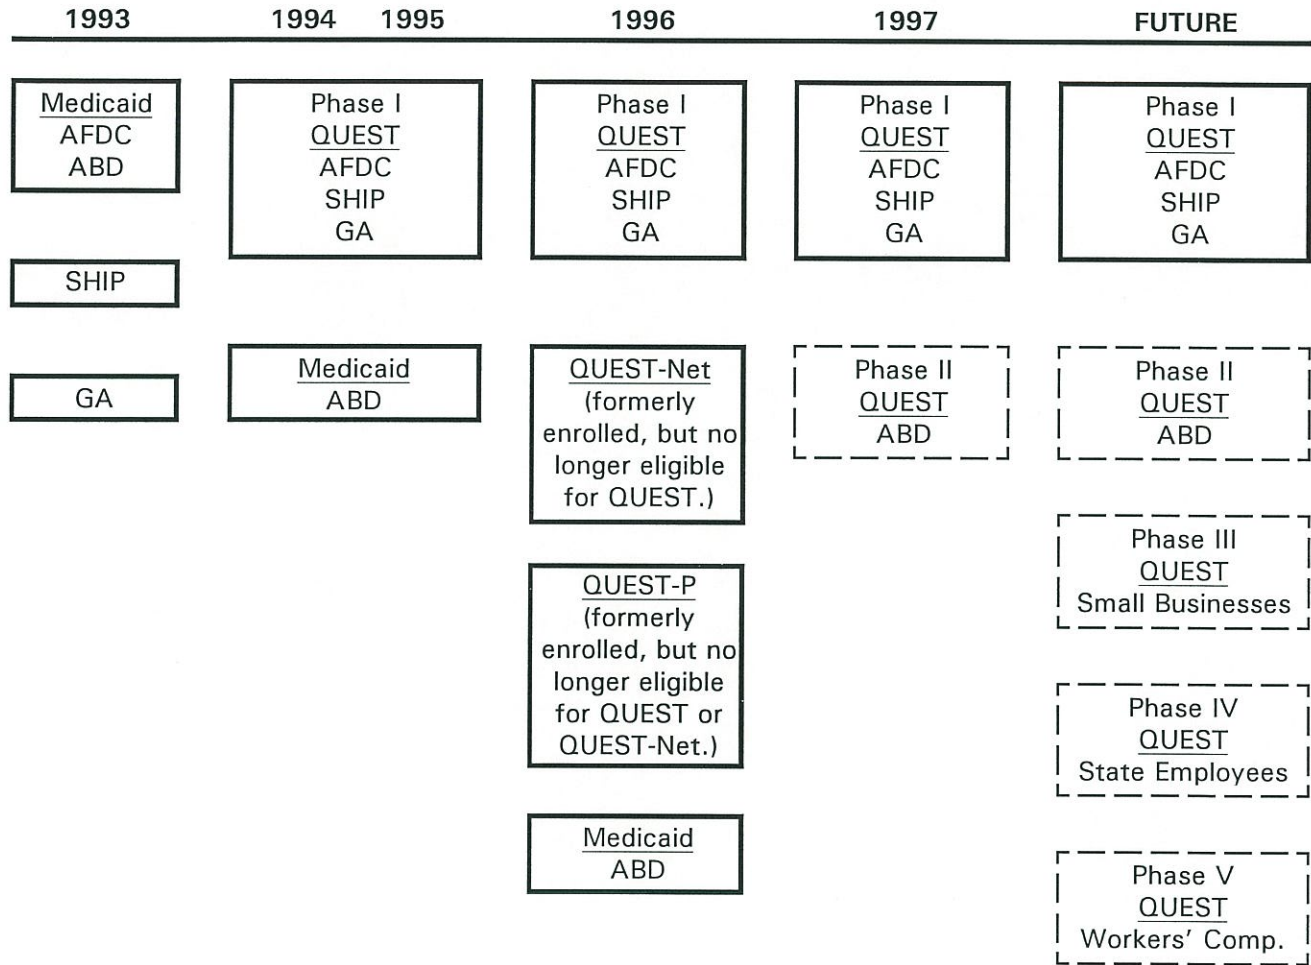 1993 1994 1995 1996 1997 FUTURE
Medicaid
AFDC
ABD
SHIP
GA
Phase I
QUEST
AFDC
SHIP
GA
Medicaid
ABD
Phase I
QUEST
AFDC
SHIP
GA
QUEST-Net
(formerly
enrolled, but no
longer eligible
for QUEST.)
QUEST-P
(formerly
enrolled, but no
longer eligible
for QUEST or
QUEST-Net.)
Medicaid
ABD
Phase I
QUEST
AFDC
SHIP
GA
Phase II
QUEST
ABD
Phase I
QUEST
AFDC
SHIP
GA
Phase II
QUEST
ABD
Phase III
QUEST
Small Businesses
Phase IV
QUEST
State Employees
Phase V
QUEST
Workers' Comp.